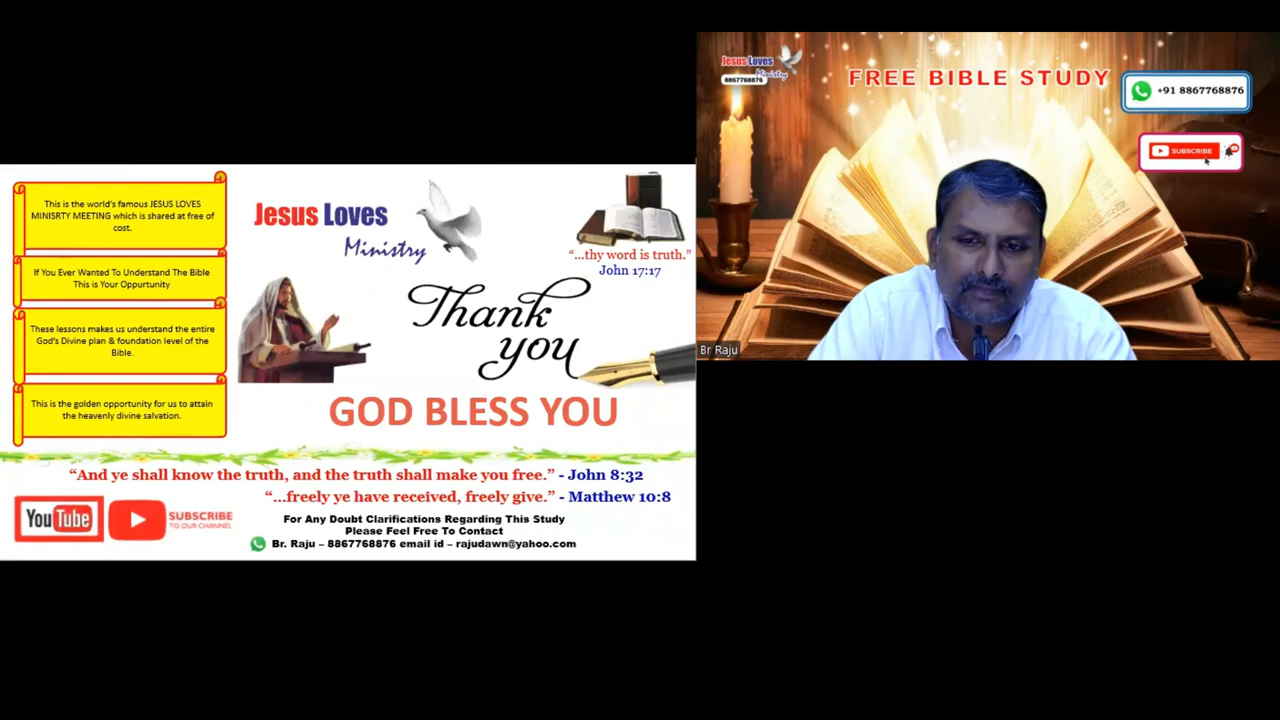 This is the world's famous JESUS LOVES
MINISRTY MEETING which is shared at free of
cost.
If You Ever Wanted To Understand The Bible
This is Your Oppurtunity
These lessons makes us understand the entire
God's Divine plan & foundation level of the
Bible.
This is the golden opportunity for us to attain
the heavenly divine salvation.
Jesus Loves
Ministry
"...thy word is truth."
John 17:17
Thank
you
GOD BLESS YOU
"And ye shall know the truth, and the truth shall make you free." - John 8:32
"...freely ye have received, freely give." - Matthew 10:8
YouTube
SUBSCRIBE
TO OUR CHANNEL
For Any Doubt Clarifications Regarding This Study
Please Feel Free To Contact
Br. Raju – 8867768876 email id – rajudawn@yahoo.com
Jesus Loves
Ministry
8867768876
FREE BIBLE STUDY
+91 8867768876
SUBSCRIBE
Br Raju